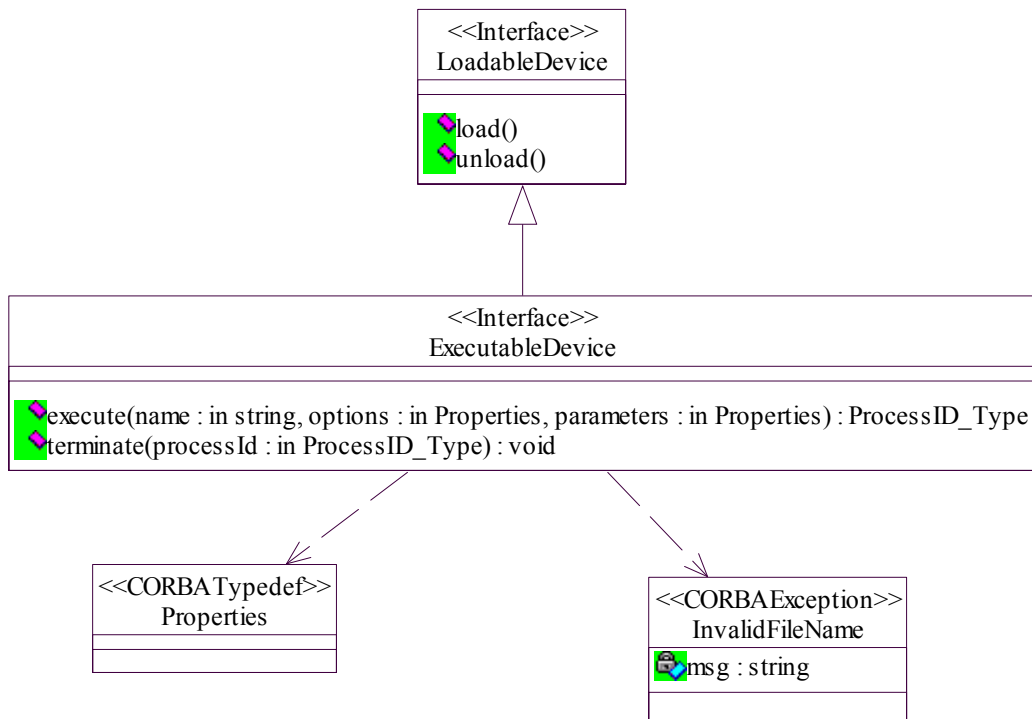 <<Interface>>
LoadableDevice
load()
unload()
<<Interface>>
ExecutableDevice
execute(name : in string, options : in Properties, parameters : in Properties) : ProcessID_Type
terminate(processId : in ProcessID_Type) : void
<<CORBATypedef>>
Properties
<<CORBAException>>
InvalidFileName
msg : string